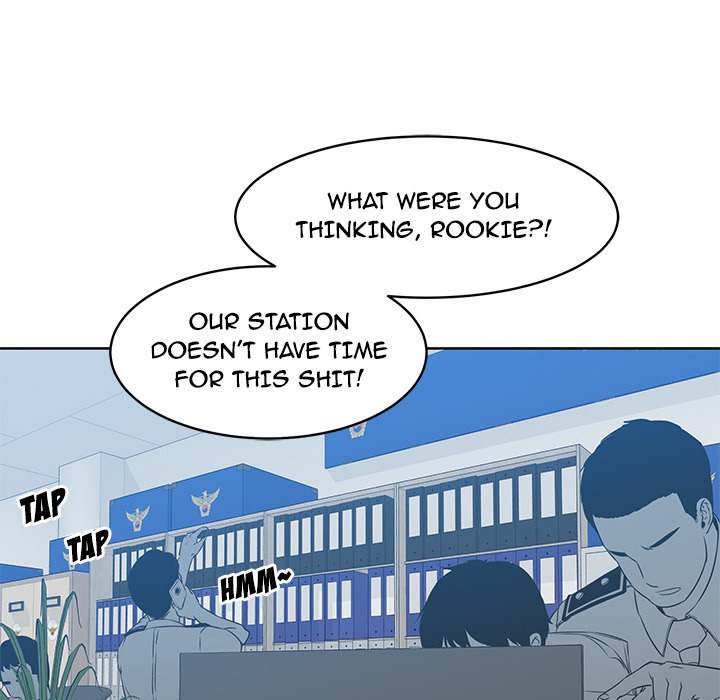 WHAT WERE YOU
THINKING, ROOKIE?!
OUR STATION
DOESN'T HAVE TIME
FOR THIS SHIT!
TAP
TAP
HMM~